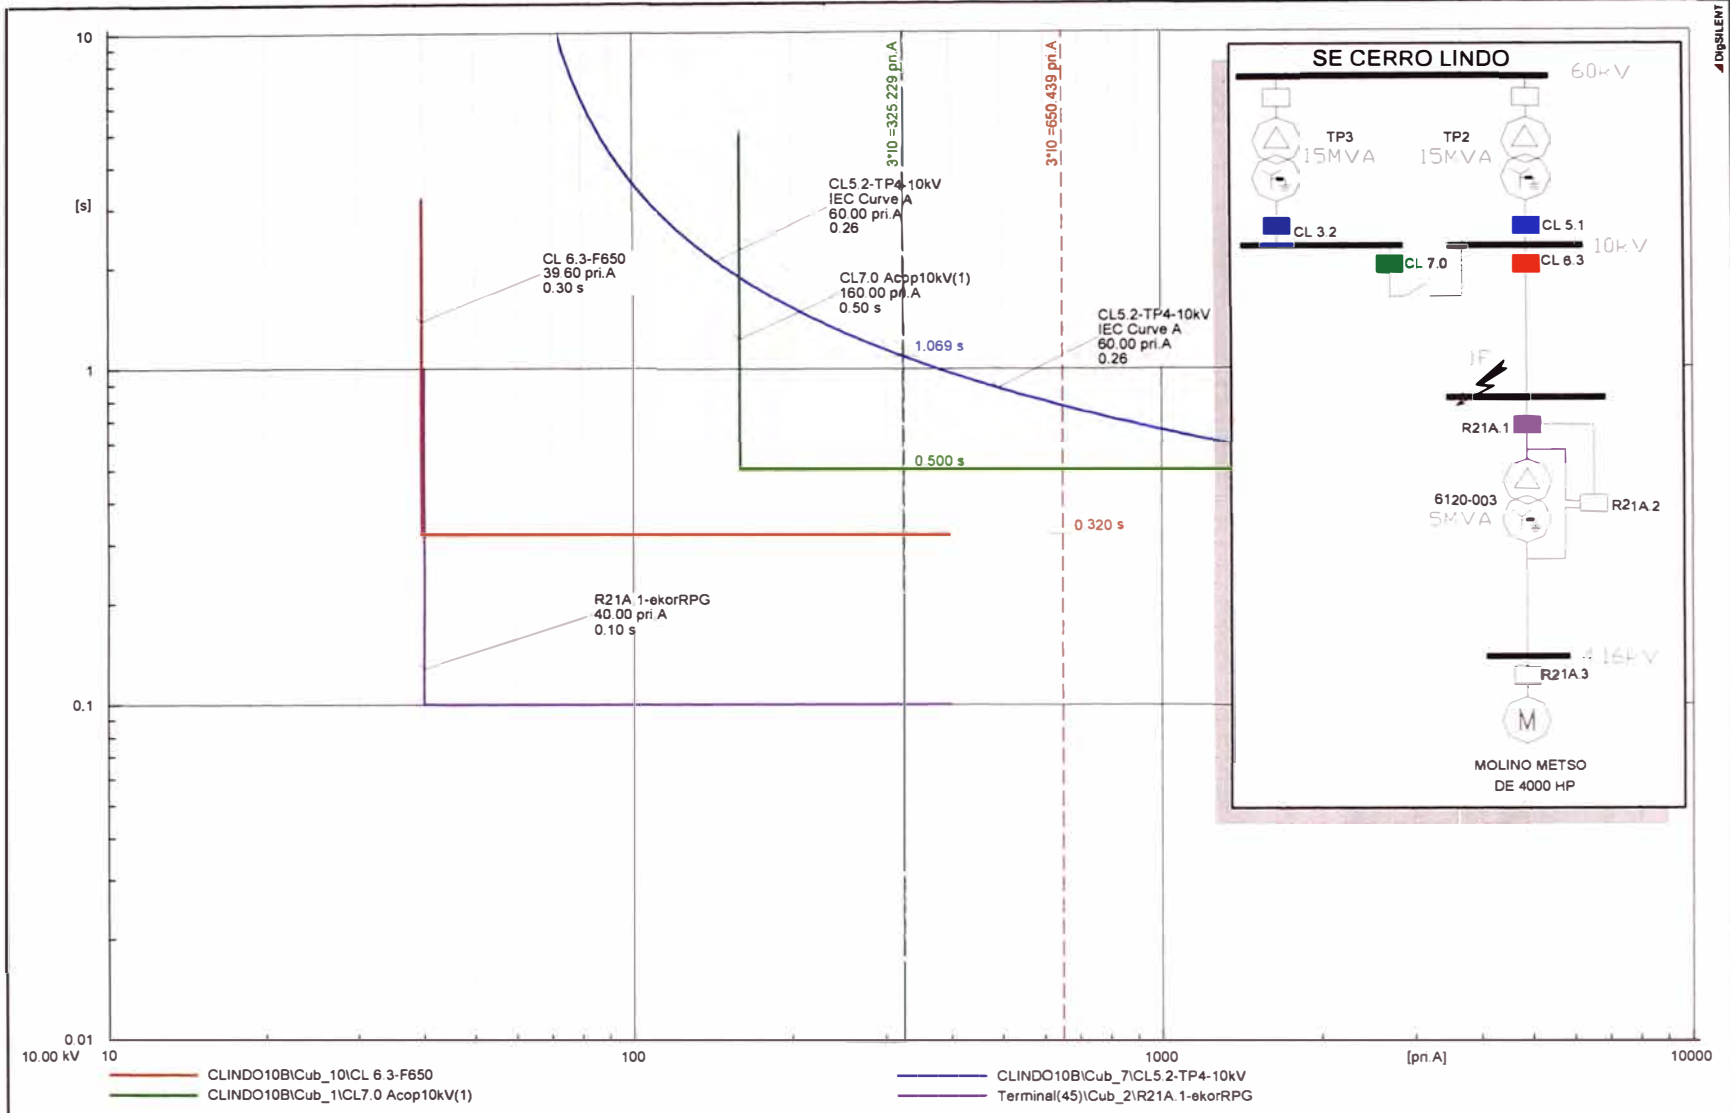 DIgSILENT
10
[s]
1
0.1
0.01
10.00 kV
10
100
1000
[pri.A]
10000
3*I0 =325.229 pri.A
3*I0 =650.439 pri.A
CL5.2-TP4-10kV
IEC Curve A
60.00 pri.A
0.26
CL 6.3-F650
39.60 pri.A
0.30 s
CL7.0 Acop10kV(1)
160.00 pri.A
0.50 s
CL5.2-TP4-10kV
IEC Curve A
60.00 pri.A
0.26
1.069 s
0.500 s
0.320 s
R21A.1-ekorRPG
40.00 pri.A
0.10 s
SE CERRO LINDO
60kV
TP3
15MVA
TP2
15MVA
CL 3.2
CL 5.1
10kV
CL 7.0
CL 6.3
1F
R21A.1
6120-003
5MVA
R21A.2
4.16kV
R21A.3
M
MOLINO METSO
DE 4000 HP
CLINDO10B\Cub_10\CL 6.3-F650
CLINDO10B\Cub_1\CL7.0 Acop10kV(1)
CLINDO10B\Cub_7\CL5.2-TP4-10kV
Terminal(45)\Cub_2\R21A.1-ekorRPG